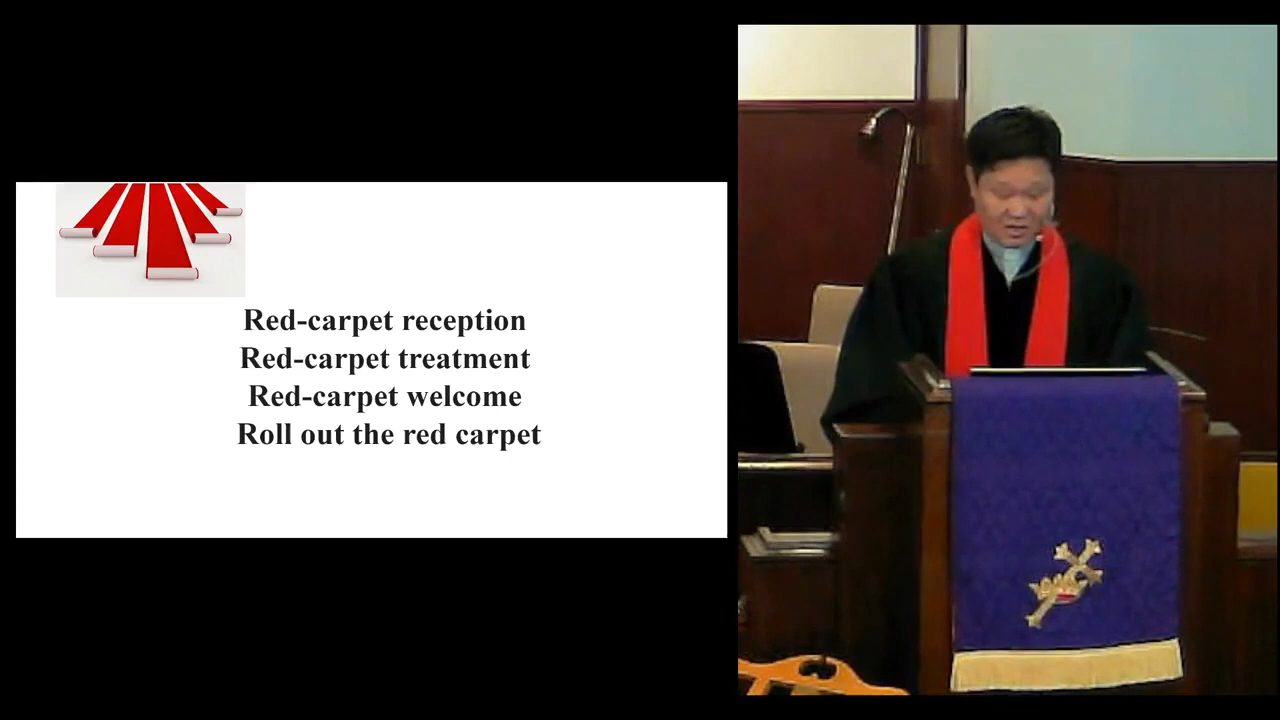 Red-carpet reception
Red-carpet treatment
Red-carpet welcome
Roll out the red carpet